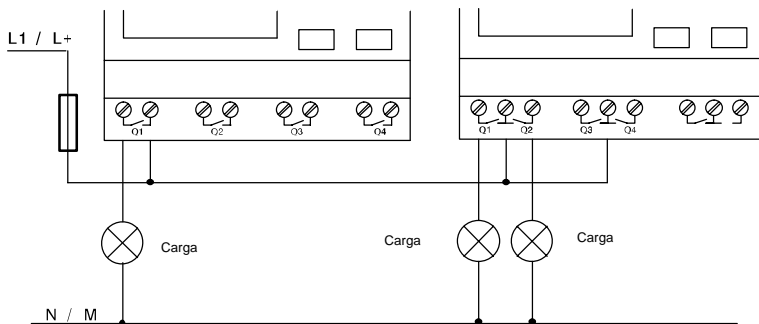 L1 / L+
Q1 Q2 Q3 Q4
Q1 Q2 Q3 Q4
Carga
Carga
Carga
N / M